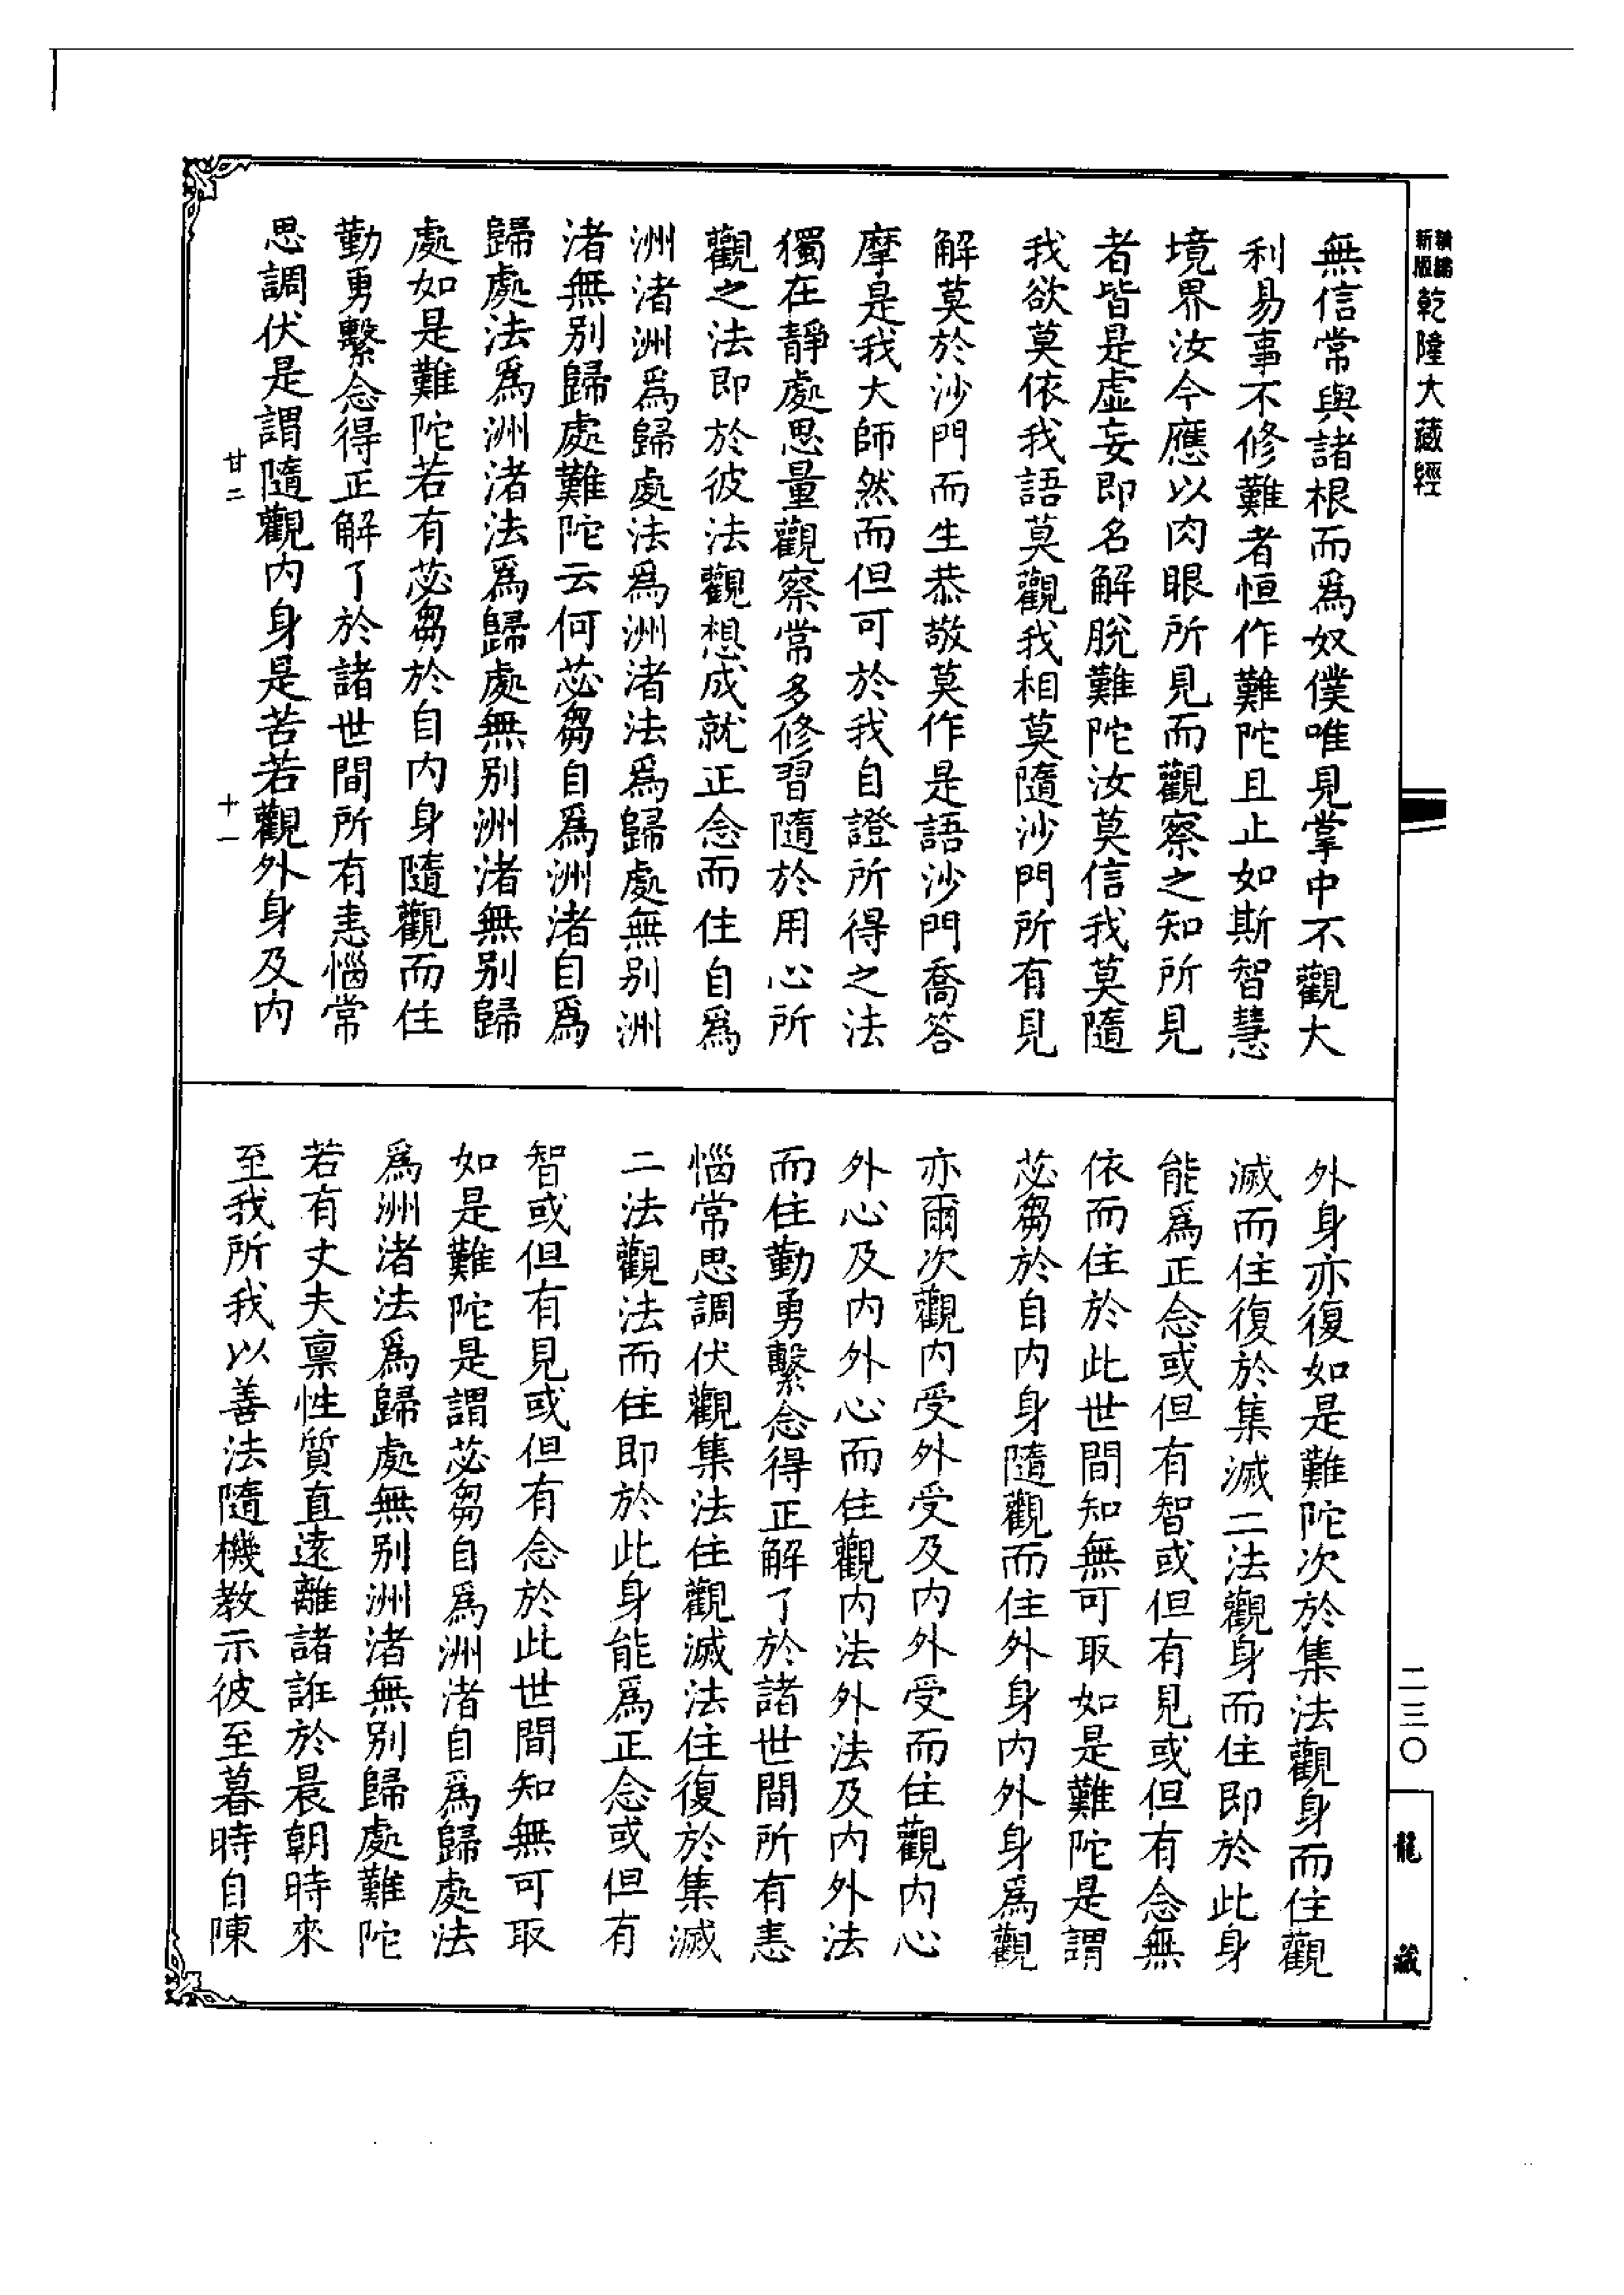 新版
精編
乾隆大藏經
無信常與諸根而爲奴僕唯見掌中不觀大
利易事不修難者恒作難陀且止如斯智慧
境界汝今應以肉眼所見而觀察之知所見
者皆是虛妄即名解脫難陀汝莫信我莫隨
我欲莫依我語莫觀我相莫隨沙門所有見
解莫於沙門而生恭敬莫作是語沙門喬答
摩是我大師然而但可於我自證所得之法
獨在靜處思量觀察常多修習隨於用心所
觀之法即於彼法觀想成就正念而住自爲
洲渚洲爲歸處法爲洲渚法爲歸處無別洲
渚無別歸處難陀云何苾芻自爲洲渚自爲
歸處法爲洲渚法爲歸處無別洲渚無別歸
處如是難陀若有苾芻於自內身隨觀而住
勤勇繫念得正解了於諸世間所有恚惱常
思調伏是謂隨觀內身是苦若觀外身及內
甘二
十一
外身亦復如是難陀次於集法觀身而住觀
滅而住復於集滅二法觀身而住即於此身
能爲正念或但有智或但有見或但有念無
依而住於此世間知無可取如是難陀是謂
苾芻於自內身隨觀而住外身內外身爲觀
亦爾次觀內受外受及內外受而住觀內心
外心及內外心而住觀內法外法及內外法
而住勤勇繫念得正解了於諸世間所有恚
惱常思調伏觀集法住觀滅法住復於集滅
二法觀法而住即於此身能爲正念或但有
智或但有見或但有念於此世間知無可取
如是難陀是謂苾芻自爲洲渚自爲歸處法
爲洲渚法爲歸處無別洲渚無別歸處難陀
若有丈夫禀性質直遠離諸誑於晨朝時來
至我所我以善法隨機教示彼至暮時自陳
二三〇
龍藏